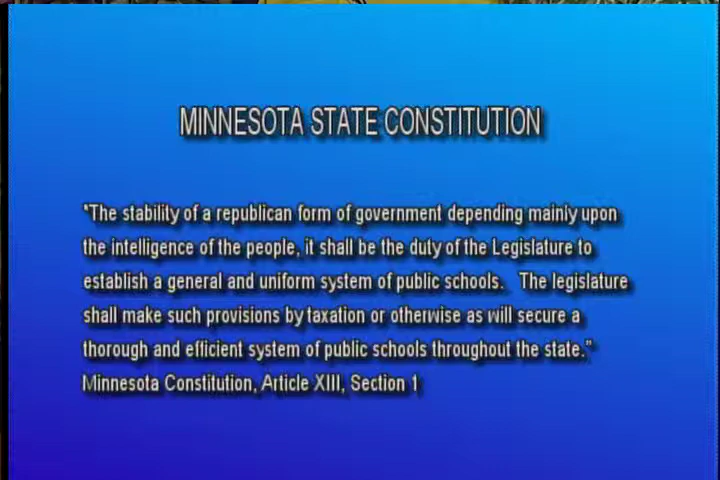 MINNESOTA STATE CONSTITUTION
"The stability of a republican form of government depending mainly upon
the intelligence of the people, it shall be the duty of the Legislature to
establish a general and uniform system of public schools. The legislature
shall make such provisions by taxation or otherwise as will secure a
thorough and efficient system of public schools throughout the state."
Minnesota Constitution, Article XIII, Section 1